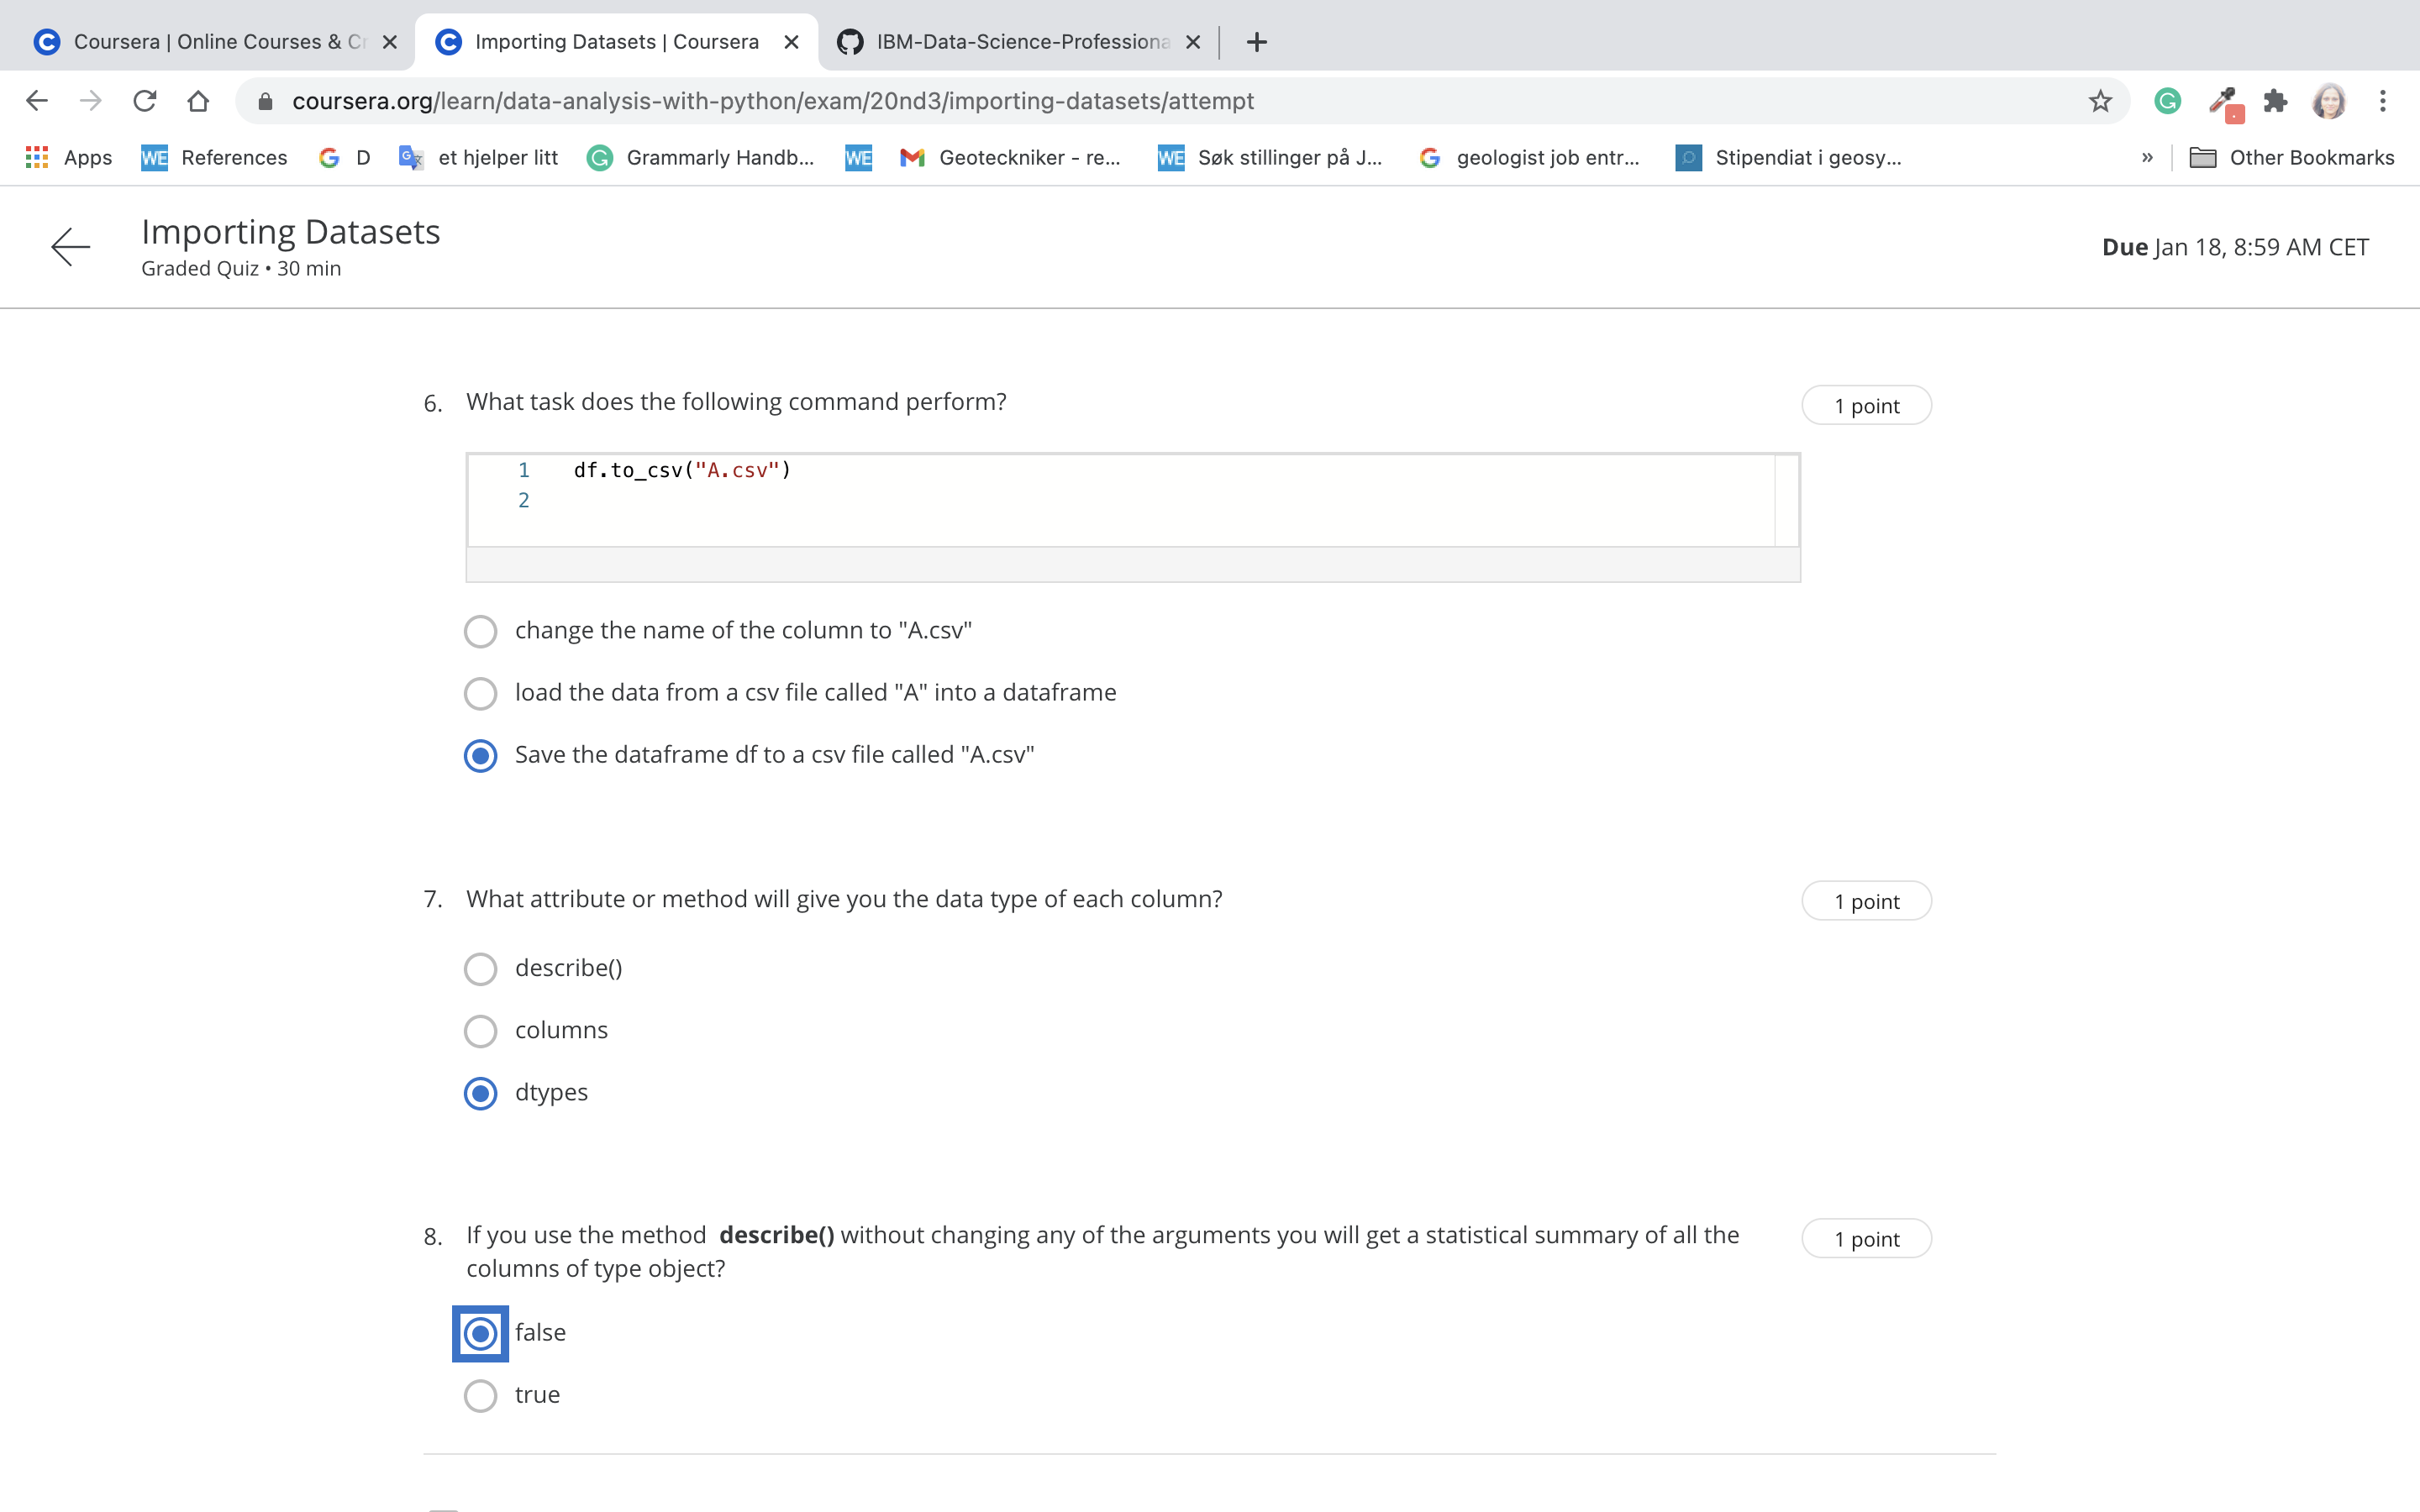 Coursera | Online Courses & Cr
Importing Datasets | Coursera
IBM-Data-Science-Professiona
coursera.org/learn/data-analysis-with-python/exam/20nd3/importing-datasets/attempt
Apps
WE References
D
et hjelper litt
Grammarly Handb...
WE
Geoteckniker - re...
WE Søk stillinger på J...
geologist job entr...
Stipendiat i geosy...
»
Other Bookmarks
Importing Datasets
Graded Quiz • 30 min
Due Jan 18, 8:59 AM CET
6. What task does the following command perform?
1 point
1 df.to_csv("A.csv")
2
change the name of the column to "A.csv"
load the data from a csv file called "A" into a dataframe
Save the dataframe df to a csv file called "A.csv"
7. What attribute or method will give you the data type of each column?
1 point
describe()
columns
dtypes
8. If you use the method describe() without changing any of the arguments you will get a statistical summary of all the
columns of type object?
1 point
false
true